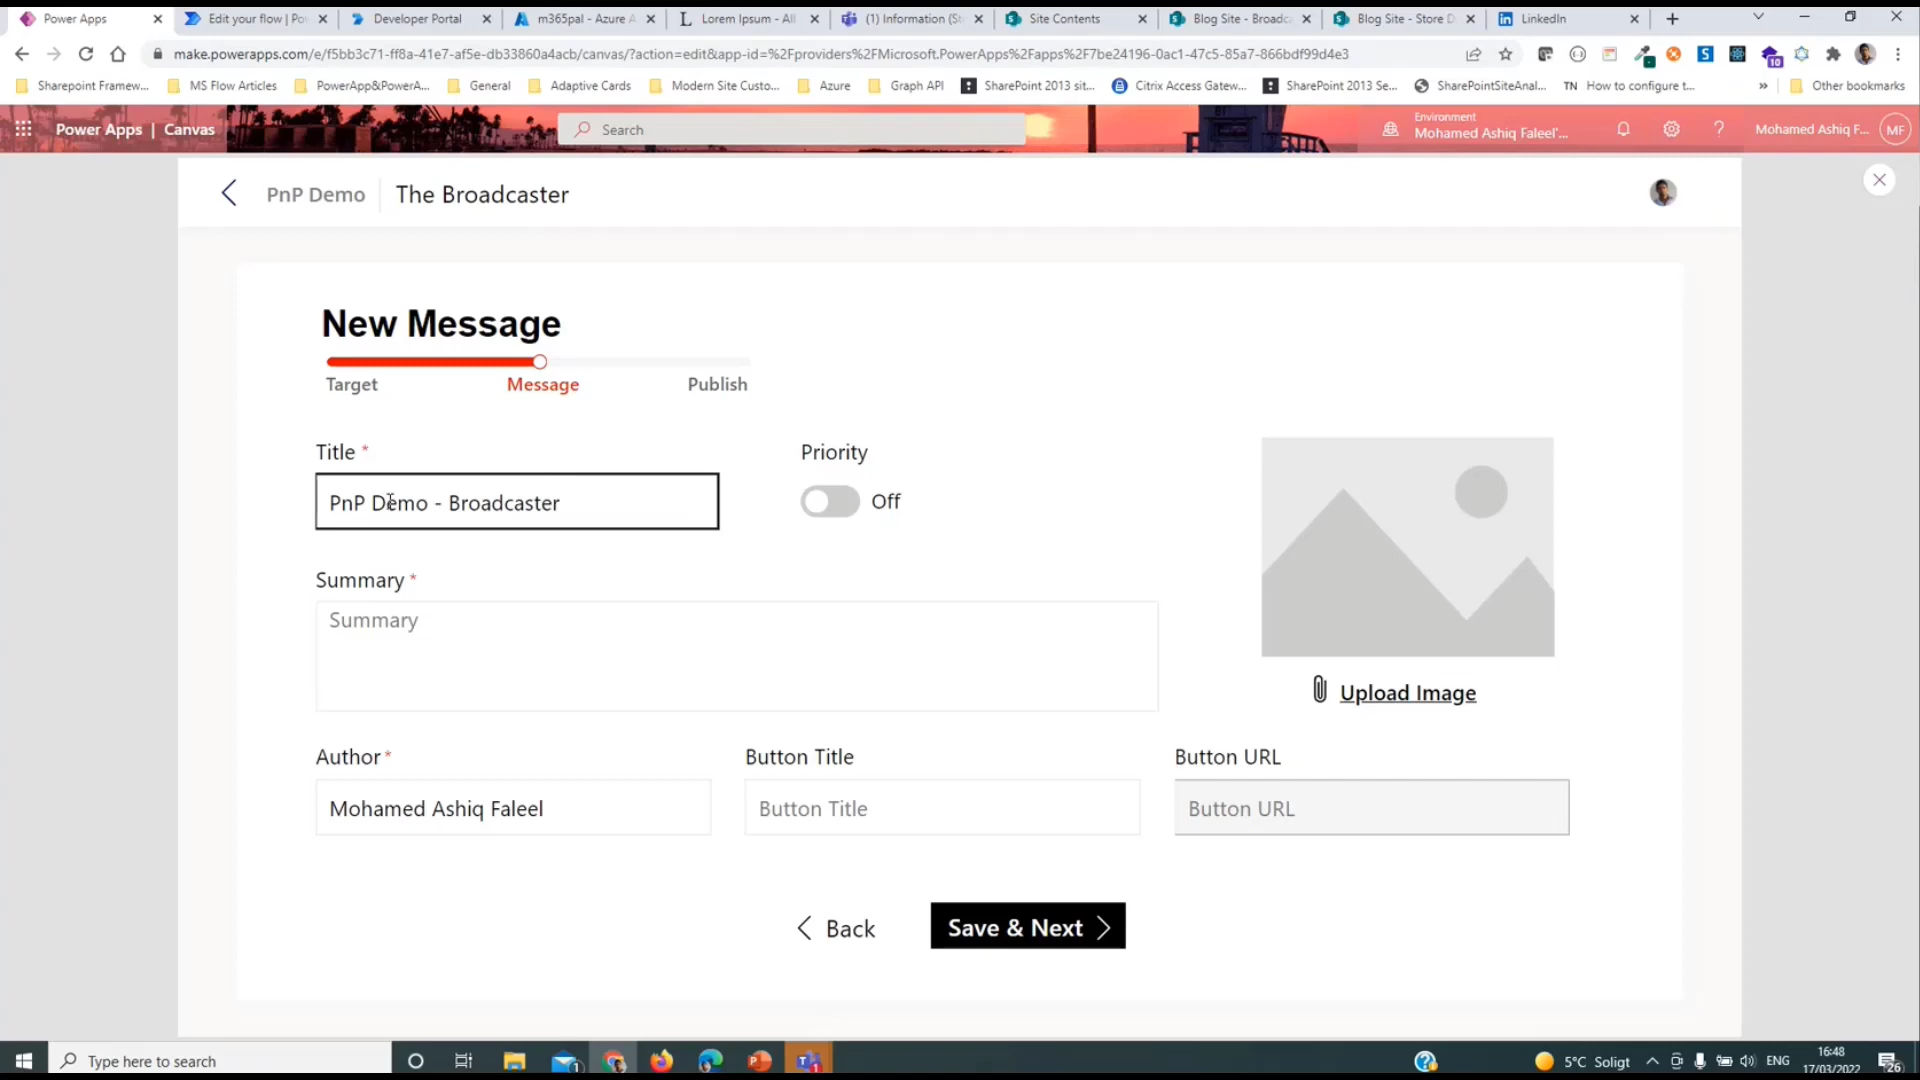 Power Apps
Edit your flow | Po
Developer Portal
m365pal - Azure A
Lorem Ipsum - All
(1) Information (St
Site Contents
Blog Site - Broadc
Blog Site - Store D
LinkedIn
make.powerapps.com/e/f5bb3c71-ff8a-41e7-af5e-db33860a4acb/canvas/?action=edit&app-id=%2Fproviders%2FMicrosoft.PowerApps%2Fapps%2F7be24196-0ac1-47c5-85a7-866bdf99d4e3
10
Sharepoint Framew...
MS Flow Articles
PowerApp&PowerA...
General
Adaptive Cards
Modern Site Custo...
Azure
Graph API
SharePoint 2013 sit...
Citrix Access Gatew...
SharePoint 2013 Se...
SharePointSiteAnal...
TN How to configure t...
»
Other bookmarks
Power Apps | Canvas
Search
Environment
Mohamed Ashiq Faleel'...
?
Mohamed Ashiq F...
MF
PnP Demo
The Broadcaster
New Message
Target
Message
Publish
Title *
Priority
PnP Demo - Broadcaster
Off
Summary *
Summary
Upload Image
Author *
Button Title
Button URL
Mohamed Ashiq Faleel
Button Title
Button URL
Back
Save & Next
Type here to search
5°C Soligt
ENG
16:48
17/03/2022
26